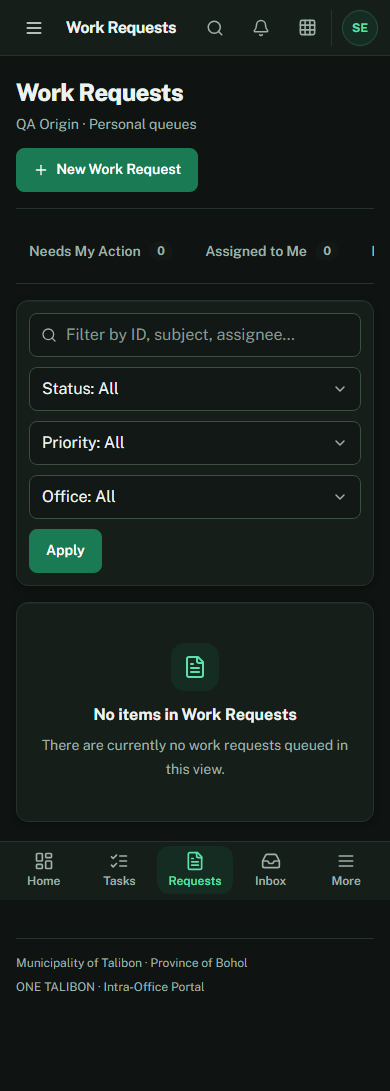 Work Requests
SE
Work Requests
QA Origin · Personal queues
New Work Request
Needs My Action 0 Assigned to Me 0
Filter by ID, subject, assignee...
Status: All
Priority: All
Office: All
Apply
No items in Work Requests
There are currently no work requests queued in
this view.
Home Tasks Requests Inbox More
Municipality of Talibon · Province of Bohol
ONE TALIBON · Intra-Office Portal